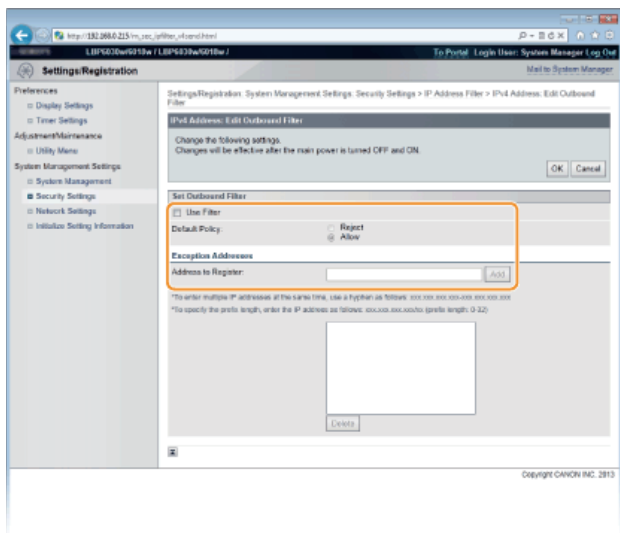 http://192.168.0.215/m_sec_ipfilter_v4send.html
LBP6030w/6018w / LBP6030w/6018w /
To Portal Login User: System Manager Log Out
Settings/Registration
Mail to System Manager
Preferences
Display Settings
Timer Settings
Adjustment/Maintenance
Utility Menu
System Management Settings
System Management
Security Settings
Network Settings
Initialize Setting Information
Settings/Registration: System Management Settings: Security Settings > IP Address Filter > IPv4 Address: Edit Outbound
Filter
IPv4 Address: Edit Outbound Filter
Change the following settings.
Changes will be effective after the main power is turned OFF and ON.
OK Cancel
Set Outbound Filter
Use Filter
Default Policy:
Reject
Allow
Exception Addresses
Address to Register:
Add
*To enter multiple IP addresses at the same time, use a hyphen as follows: xxx.xxx.xxx.xxx-xxx.xxx.xxx.xxx
*To specify the prefix length, enter the IP address as follows: xxx.xxx.xxx.xxx/xx (prefix length: 0-32)
Delete
Copyright CANON INC. 2013